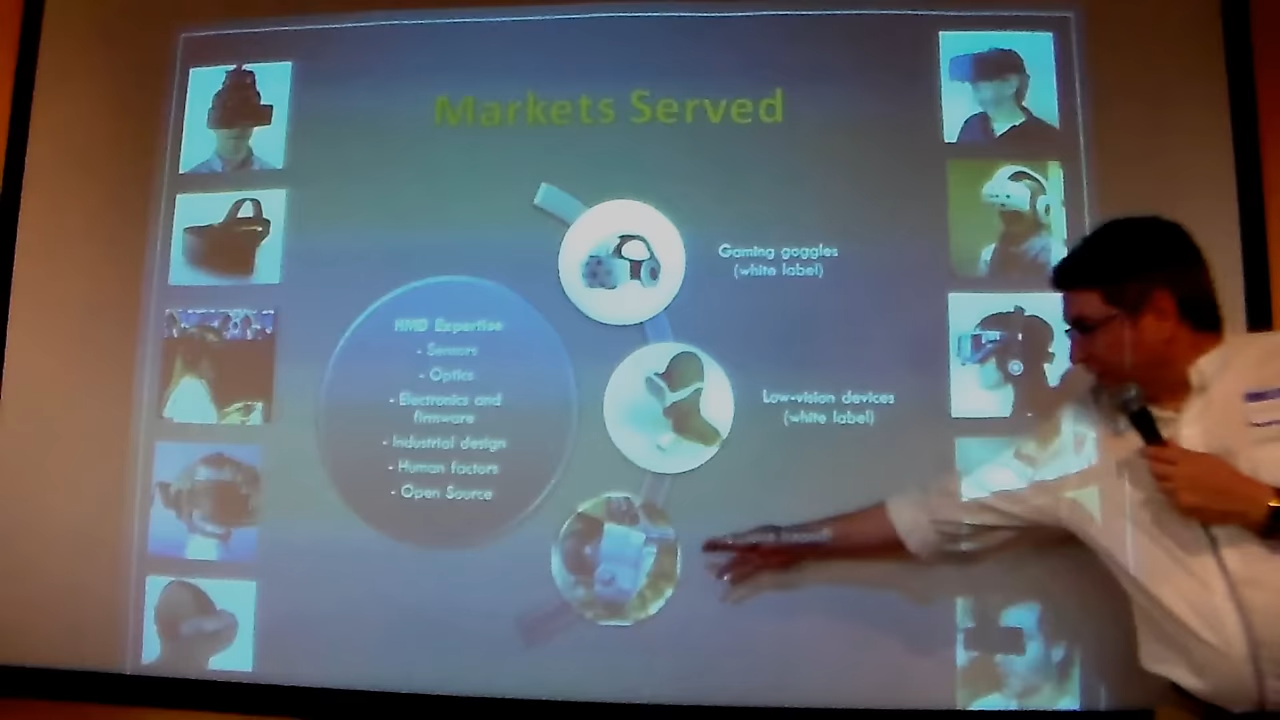 Markets Served
Gaming goggles
(white label)
HMD Expertise
- Sensors
- Optics
- Electronics and
firmware
- Industrial design
- Human factors
- Open Source
Low-vision devices
(white label)